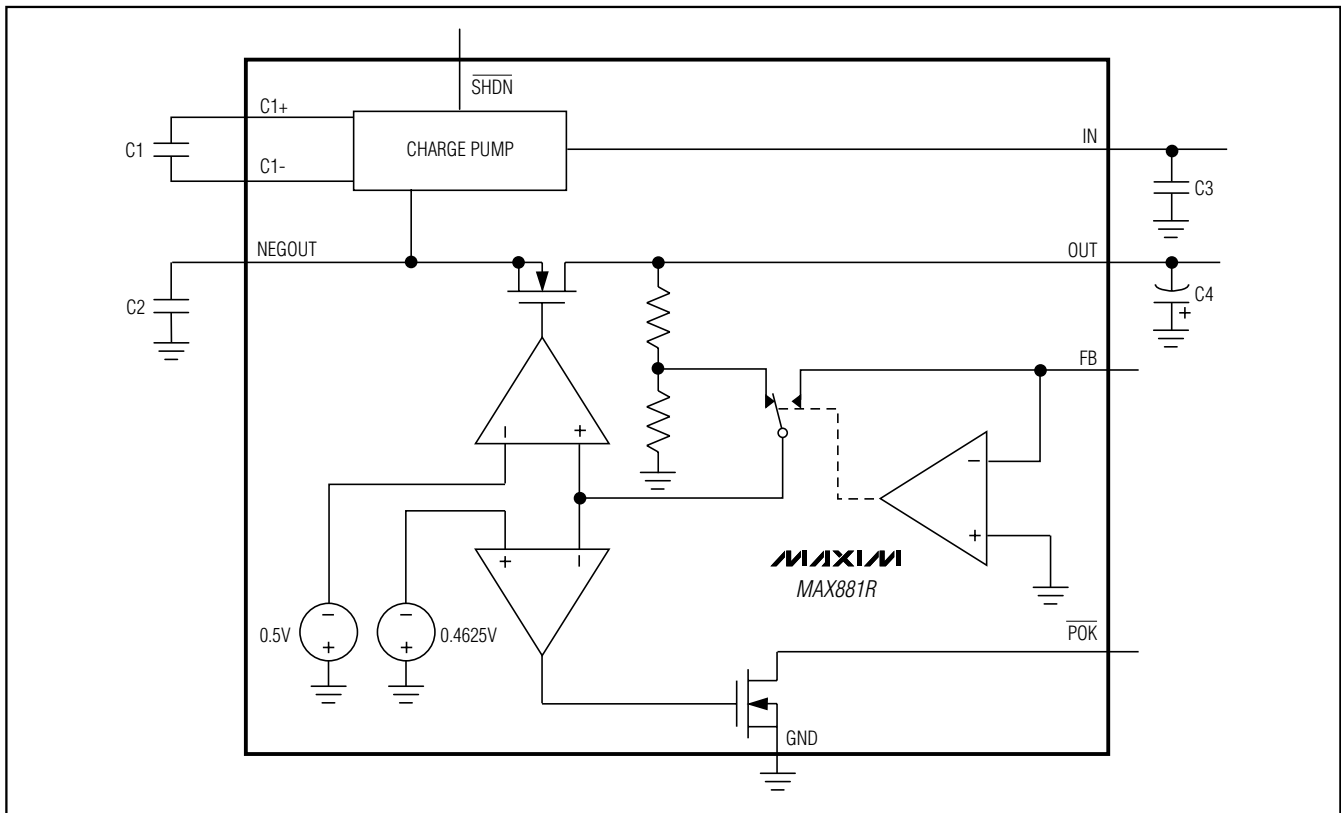 SHDN
C1+
C1
CHARGE PUMP
IN
C1-
C3
NEGOUT
OUT
C2
C4
+
FB
− +
−
+ −
+
MAXIM
MAX881R
− −
0.5V 0.4625V
+ +
POK
GND